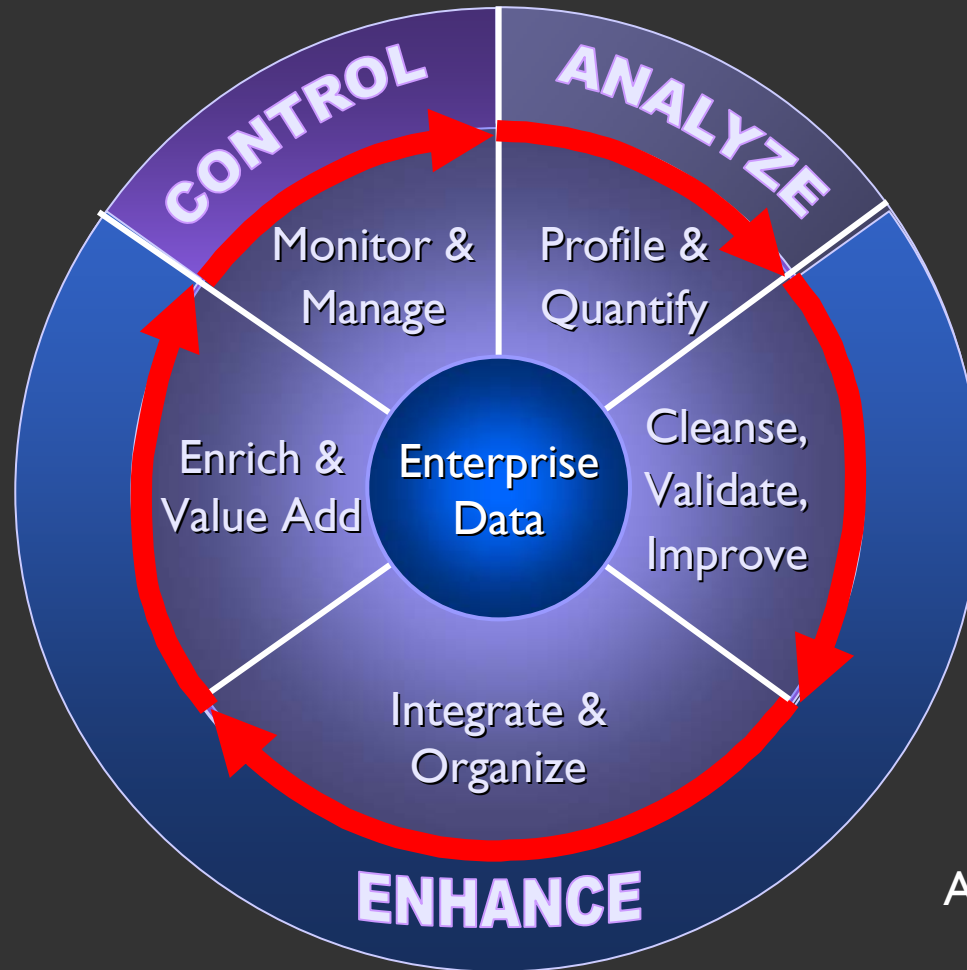 CONTROL
ANALYZE
Monitor &
Manage
Profile &
Quantify
Cleanse,
Validate,
Improve
Enrich &
Value Add
Enterprise
Data
Integrate &
Organize
ENHANCE
A